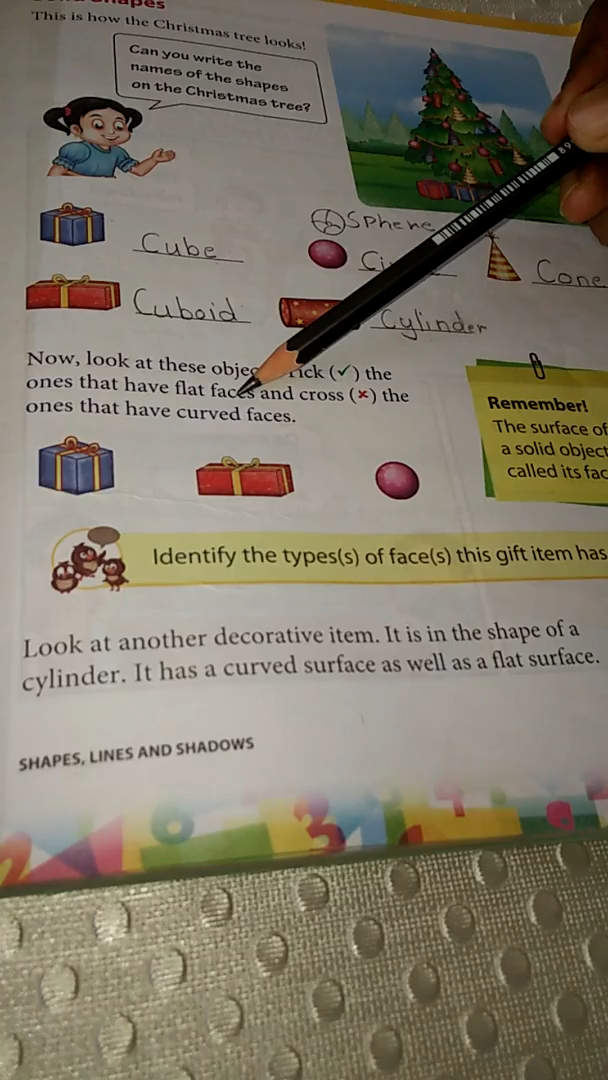 Shapes
This is how the Christmas tree looks!
Can you write the
names of the shapes
on the Christmas tree?
Sphere
Cube
Cone
Cuboid
Cylinder
Now, look at these (✓) the
ones that have flat faces and cross (×) the
ones that have curved faces.
Remember!
The surface of
a solid object
called its
Identify the types(s) of face(s) this gift item has
Look at another decorative item. It is in the shape of a
cylinder. It has a curved surface as well as a flat surface.
SHAPES, LINES AND SHADOWS
89